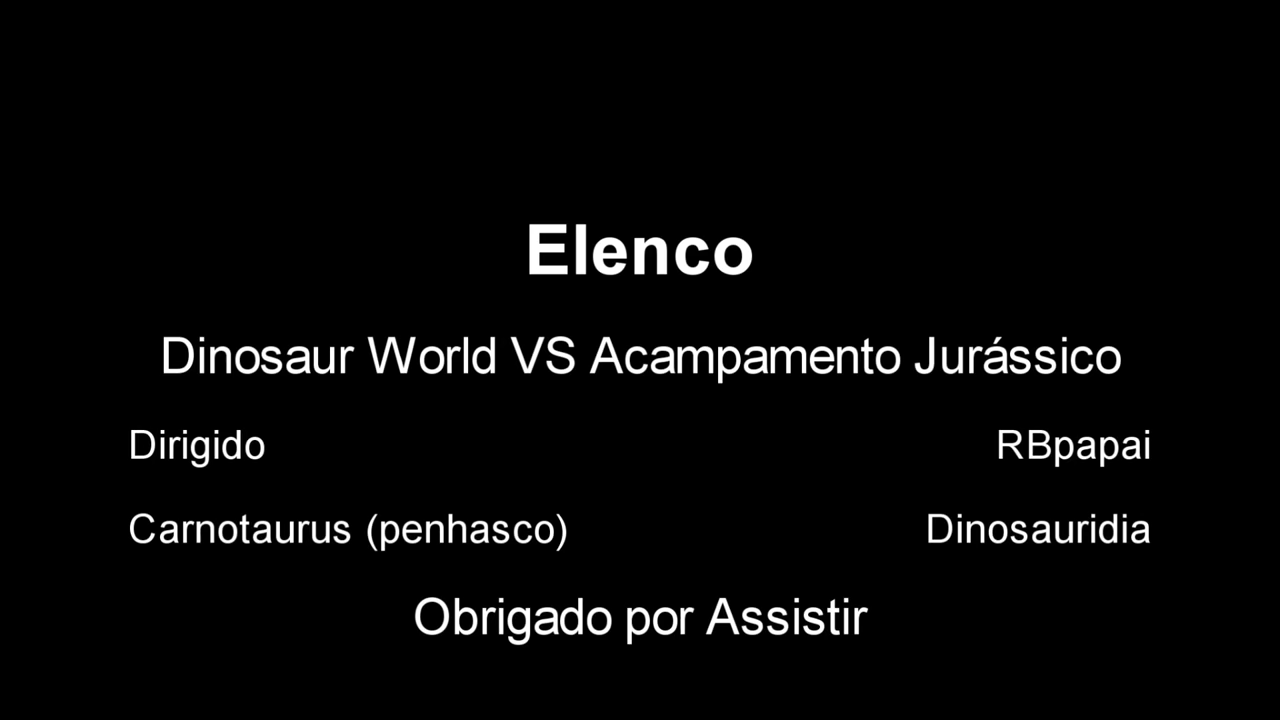 Elenco
Dinosaur World VS Acampamento Jurássico
Dirigido RBpapai
Carnotaurus (penhasco) Dinosauridia
Obrigado por Assistir